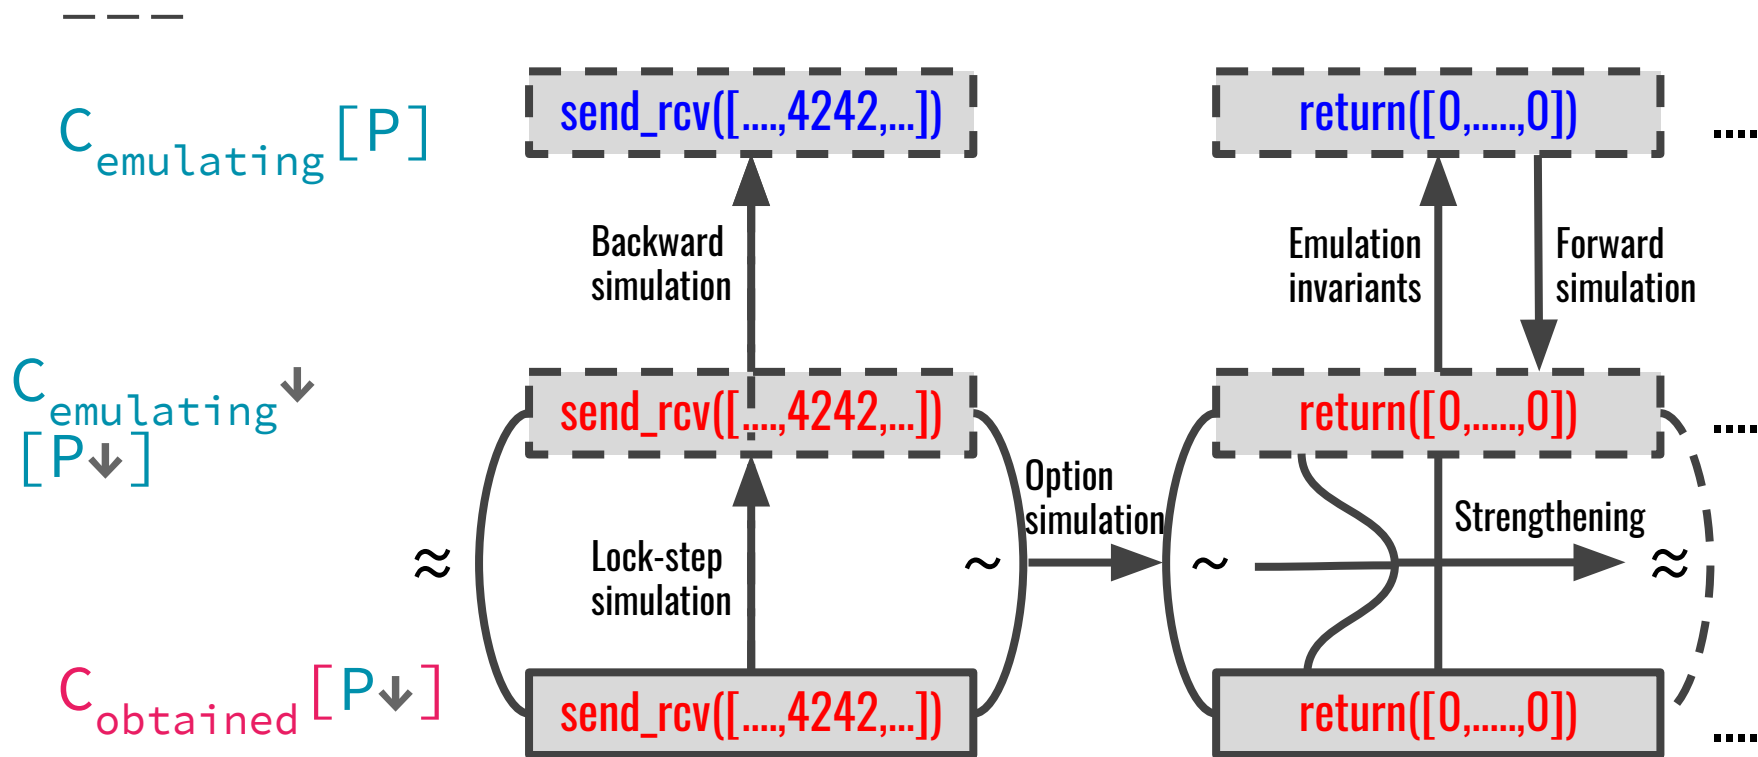 C emulating [P]
send_rcv([....,4242,...])
return([0,.....,0])
....
Backward
simulation
Emulation
invariants
Forward
simulation
C emulating ↓
[P↓]
send_rcv([....,4242,...])
return([0,.....,0])
....
Option
simulation
Strengthening
Lock-step
simulation
≈
~
~
≈
C obtained [P↓]
send_rcv([....,4242,...])
return([0,.....,0])
....